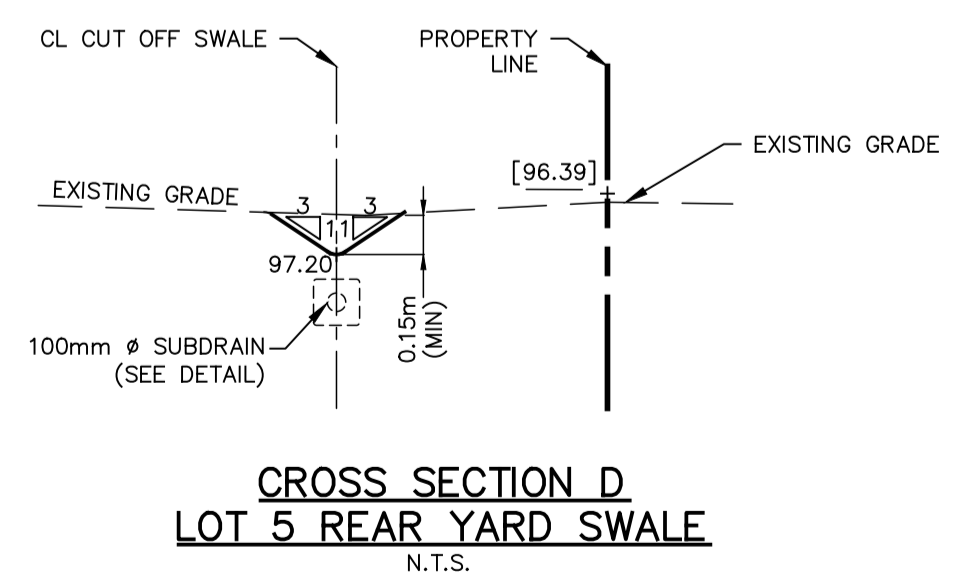 CL CUT OFF SWALE
PROPERTY
LINE
EXISTING GRADE
[96.39]
EXISTING GRADE
3 3
1 1
97.20
0.15m
(MIN)
100mm ø SUBDRAIN
(SEE DETAIL)
CROSS SECTION D
LOT 5 REAR YARD SWALE
N.T.S.